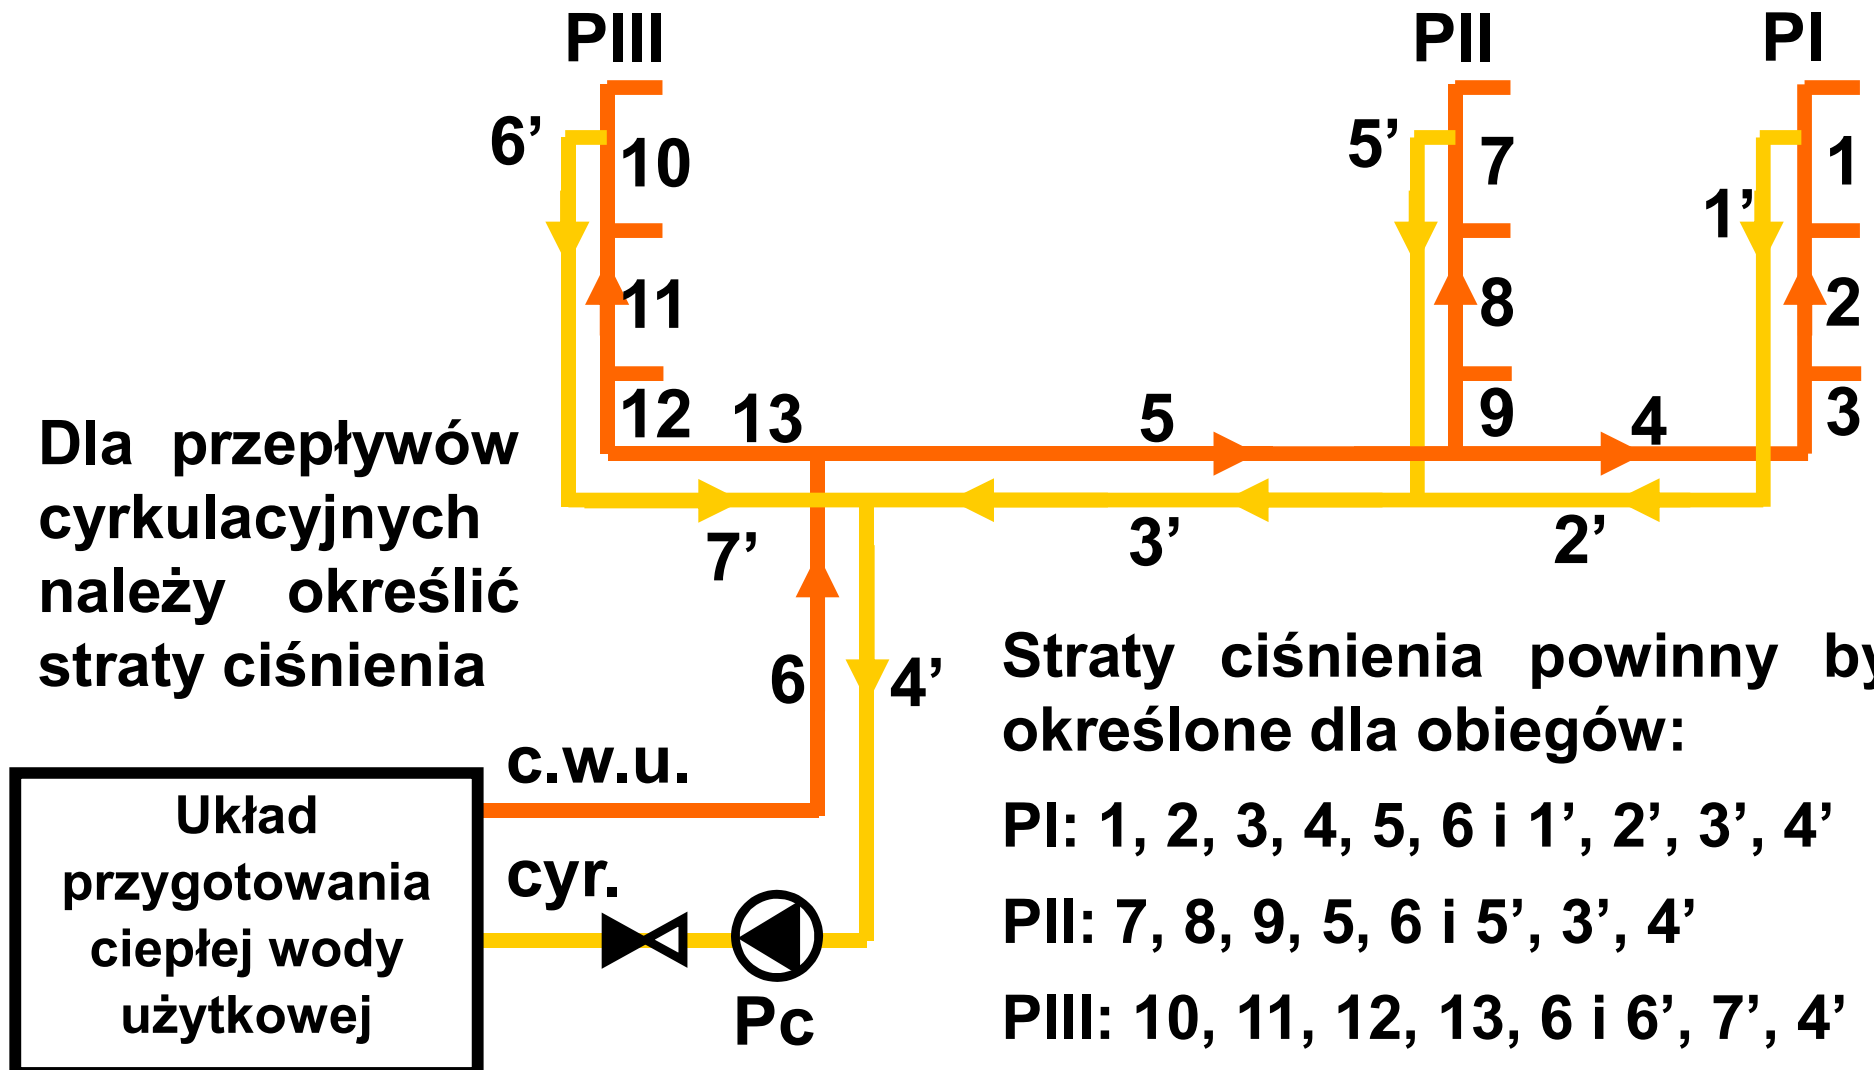 PIII
PII
PI
6’
10
5’
7
1
1’
11
8
2
12
13
5
9
4
3
Dla przepływów
cyrkulacyjnych
należy określić
straty ciśnienia
7’
3’
2’
6
4’
Straty ciśnienia powinny by
określone dla obiegów:
PI: 1, 2, 3, 4, 5, 6 i 1’, 2’, 3’, 4’
PII: 7, 8, 9, 5, 6 i 5’, 3’, 4’
PIII: 10, 11, 12, 13, 6 i 6’, 7’, 4’
c.w.u.
cyr.
Układ
przygotowania
ciepłej wody
użytkowej
Pc